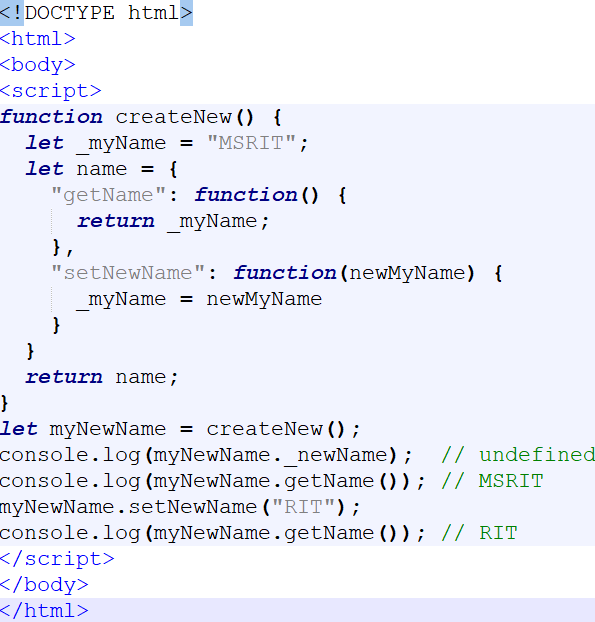 <!DOCTYPE html>
<html>
<body>
<script>
function createNew() {
  let _myName = "MSRIT";
  let name = {
    "getName": function() {
      return _myName;
    },
    "setNewName": function(newMyName) {
      _myName = newMyName
    }
  }
  return name;
}
let myNewName = createNew();
console.log(myNewName._newName);  // undefined
console.log(myNewName.getName()); // MSRIT
myNewName.setNewName("RIT");
console.log(myNewName.getName()); // RIT
</script>
</body>
</html>